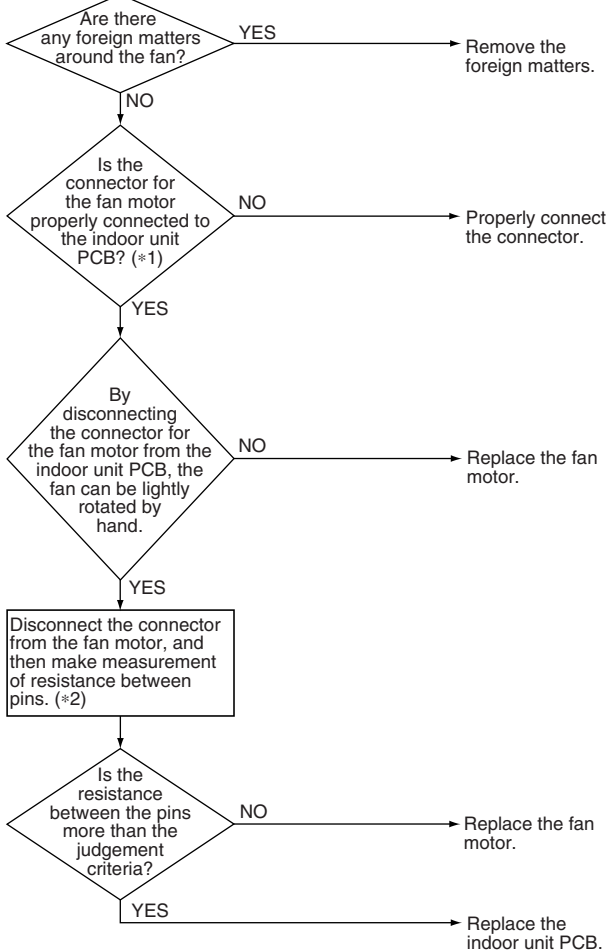 Are there
any foreign matters
around the fan?
YES
Remove the
foreign matters.
NO
Is the
connector for
the fan motor
properly connected to
the indoor unit
PCB? (*1)
NO
Properly connect
the connector.
YES
By
disconnecting
the connector for
the fan motor from the
indoor unit PCB, the
fan can be lightly
rotated by
hand.
NO
Replace the fan
motor.
YES
Disconnect the connector
from the fan motor, and
then make measurement
of resistance between
pins. (*2)
Is the
resistance
between the pins
more than the
judgement
criteria?
NO
Replace the fan
motor.
YES
Replace the
indoor unit PCB.